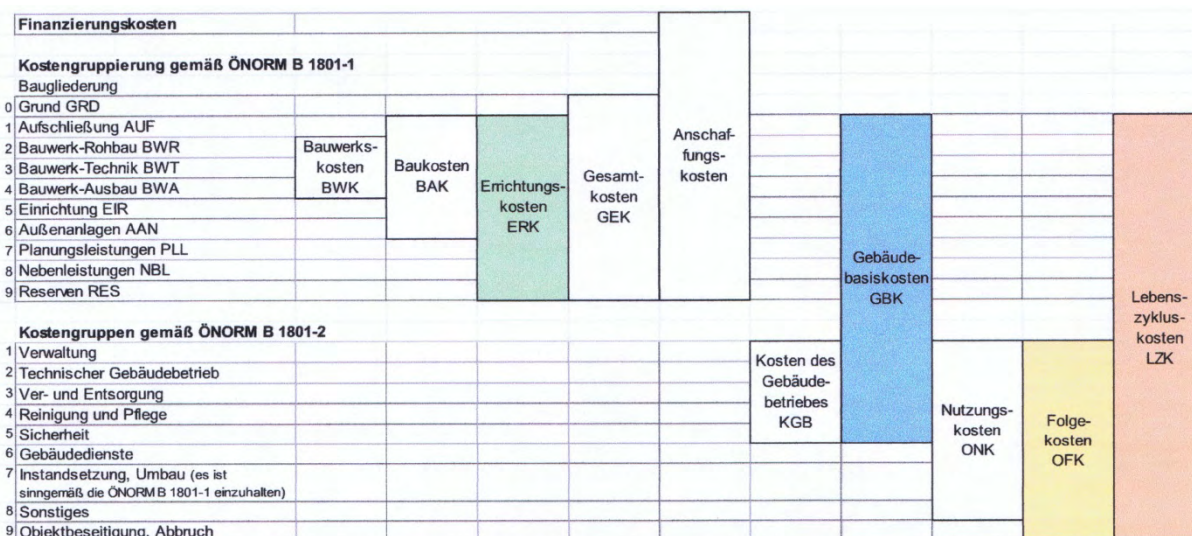 Finanzierungskosten
Kostengruppierung gemäß ÖNORM B 1801-1
Baugliederung
0 Grund GRD
1 Aufschließung AUF
2 Bauwerk-Rohbau BWR
3 Bauwerk-Technik BWT
4 Bauwerk-Ausbau BWA
5 Einrichtung EIR
6 Außenanlagen AAN
7 Planungsleistungen PLL
8 Nebenleistungen NBL
9 Reserven RES
Bauwerks-
kosten
BWK
Baukosten
BAK
Errichtungs-
kosten
ERK
Gesamt-
kosten
GEK
Anschaf-
fungs-
kosten
Kostengruppen gemäß ÖNORM B 1801-2
1 Verwaltung
2 Technischer Gebäudebetrieb
3 Ver- und Entsorgung
4 Reinigung und Pflege
5 Sicherheit
6 Gebäudedienste
7 Instandsetzung, Umbau (es ist
sinngemäß die ÖNORM B 1801-1 einzuhalten)
8 Sonstiges
9 Objektbeseitigung, Abbruch
Kosten des
Gebäude-
betriebes
KGB
Gebäude-
basiskosten
GBK
Nutzungs-
kosten
ONK
Folge-
kosten
OFK
Lebens-
zyklus-
kosten
LZK